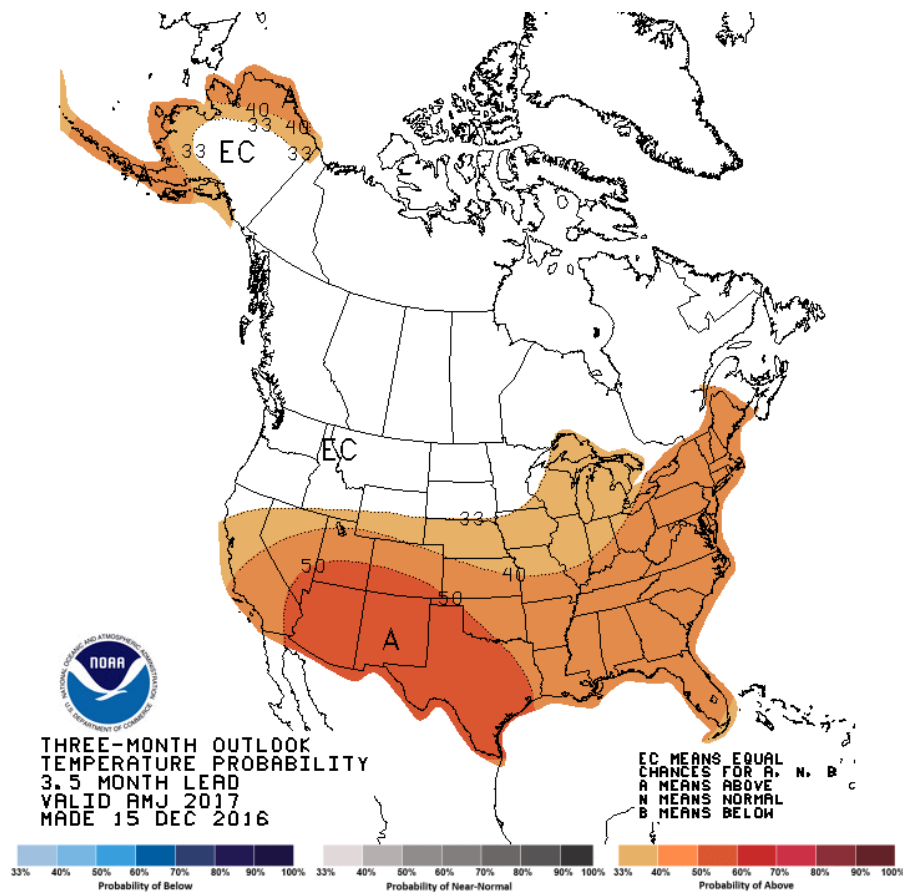 A
40
33
40
33
EC
33
A
EC
33
50
40
50
A
NATIONAL OCEANIC AND ATMOSPHERIC ADMINISTRATION
NOAA
U.S. DEPARTMENT OF COMMERCE
THREE-MONTH OUTLOOK
TEMPERATURE PROBABILITY
3.5 MONTH LEAD
VALID AMJ 2017
MADE 15 DEC 2016
EC MEANS EQUAL
CHANCES FOR A, N, B
A MEANS ABOVE
N MEANS NORMAL
B MEANS BELOW
33% 40% 50% 60% 70% 80% 90% 100%
Probability of Below
33% 40% 50% 60% 70% 80% 90% 100%
Probability of Near-Normal
33% 40% 50% 60% 70% 80% 90% 100%
Probability of Above